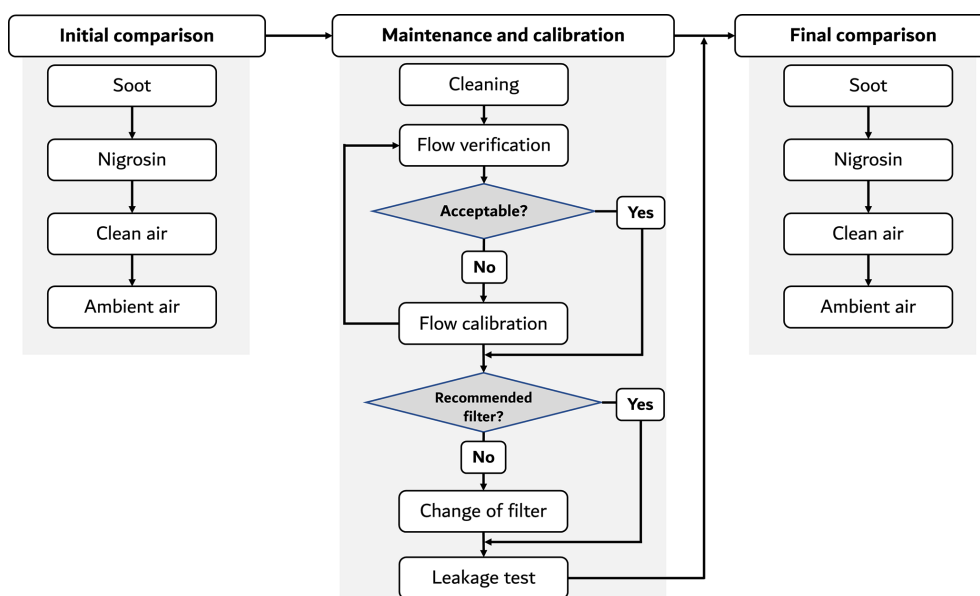 Initial comparison
Soot
Nigrosin
Clean air
Ambient air
Maintenance and calibration
Cleaning
Flow verification
Acceptable?
Yes
No
Flow calibration
Recommended
filter?
Yes
No
Change of filter
Leakage test
Final comparison
Soot
Nigrosin
Clean air
Ambient air